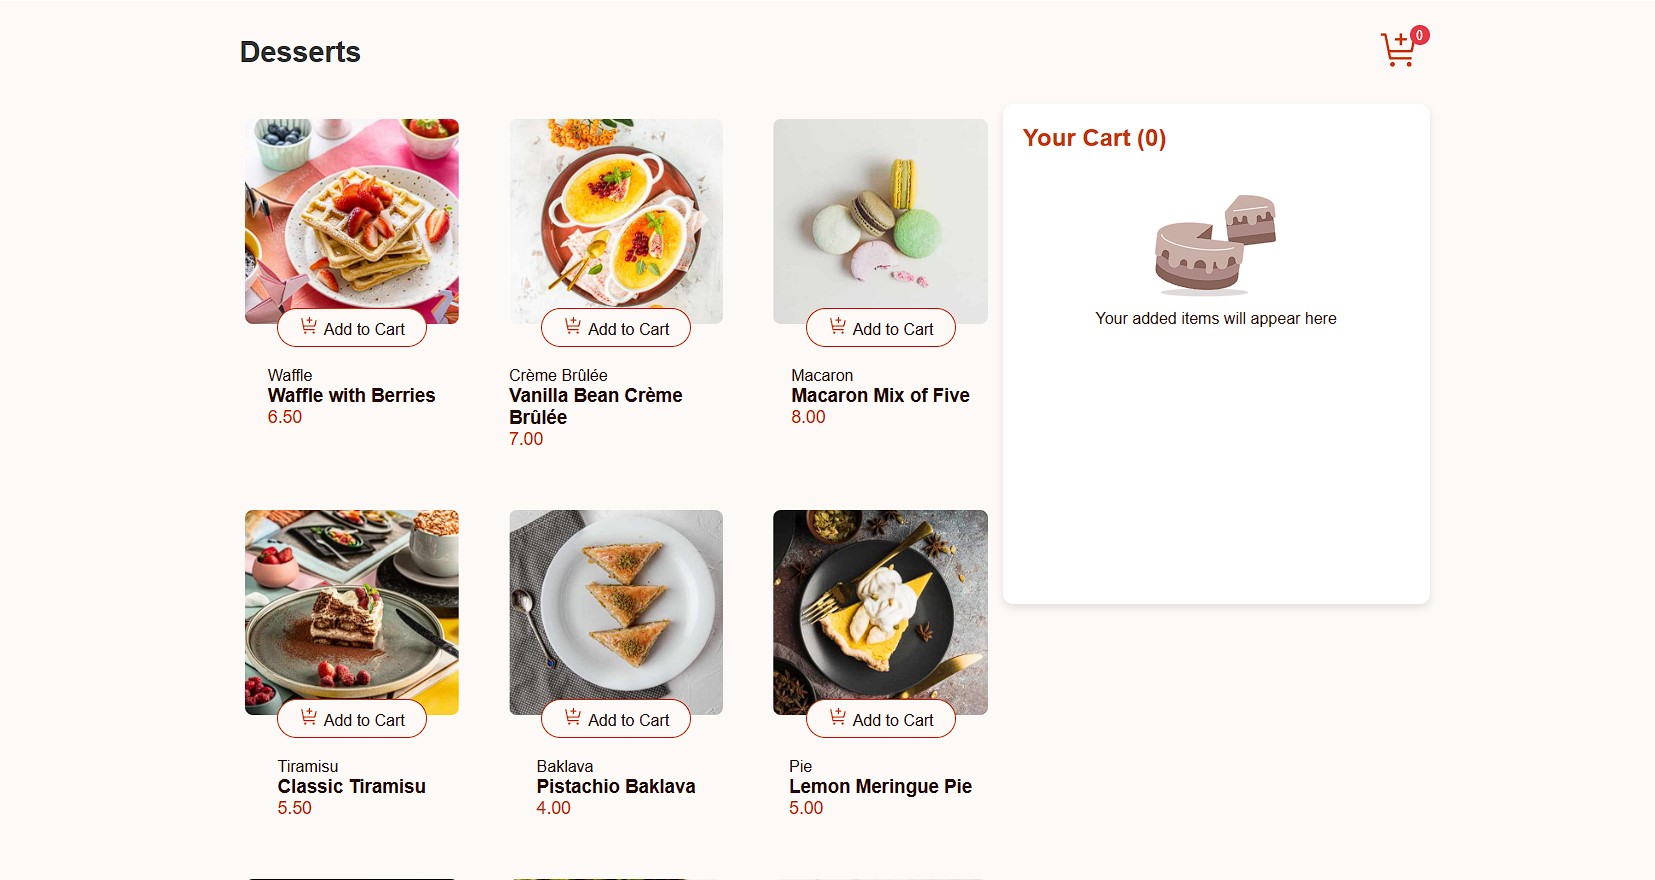 Desserts
0
Your Cart (0)
Your added items will appear here
Add to Cart
Waffle
Waffle with Berries
6.50
Add to Cart
Crème Brûlée
Vanilla Bean Crème
Brûlée
7.00
Add to Cart
Macaron
Macaron Mix of Five
8.00
Add to Cart
Tiramisu
Classic Tiramisu
5.50
Add to Cart
Baklava
Pistachio Baklava
4.00
Add to Cart
Pie
Lemon Meringue Pie
5.00